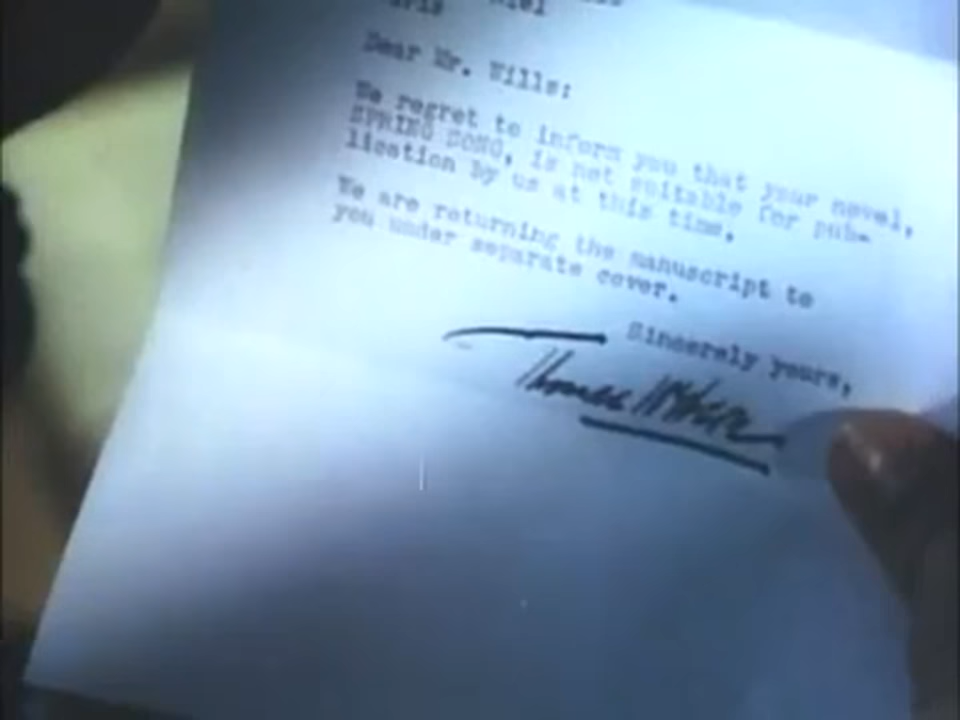 Dear Mr. Wills:
We regret to inform you that your novel,
SPRING SONG, is not suitable for pub-
lication by us at this time.
We are returning the manuscript to
you under separate cover.
Sincerely yours,
Thomas